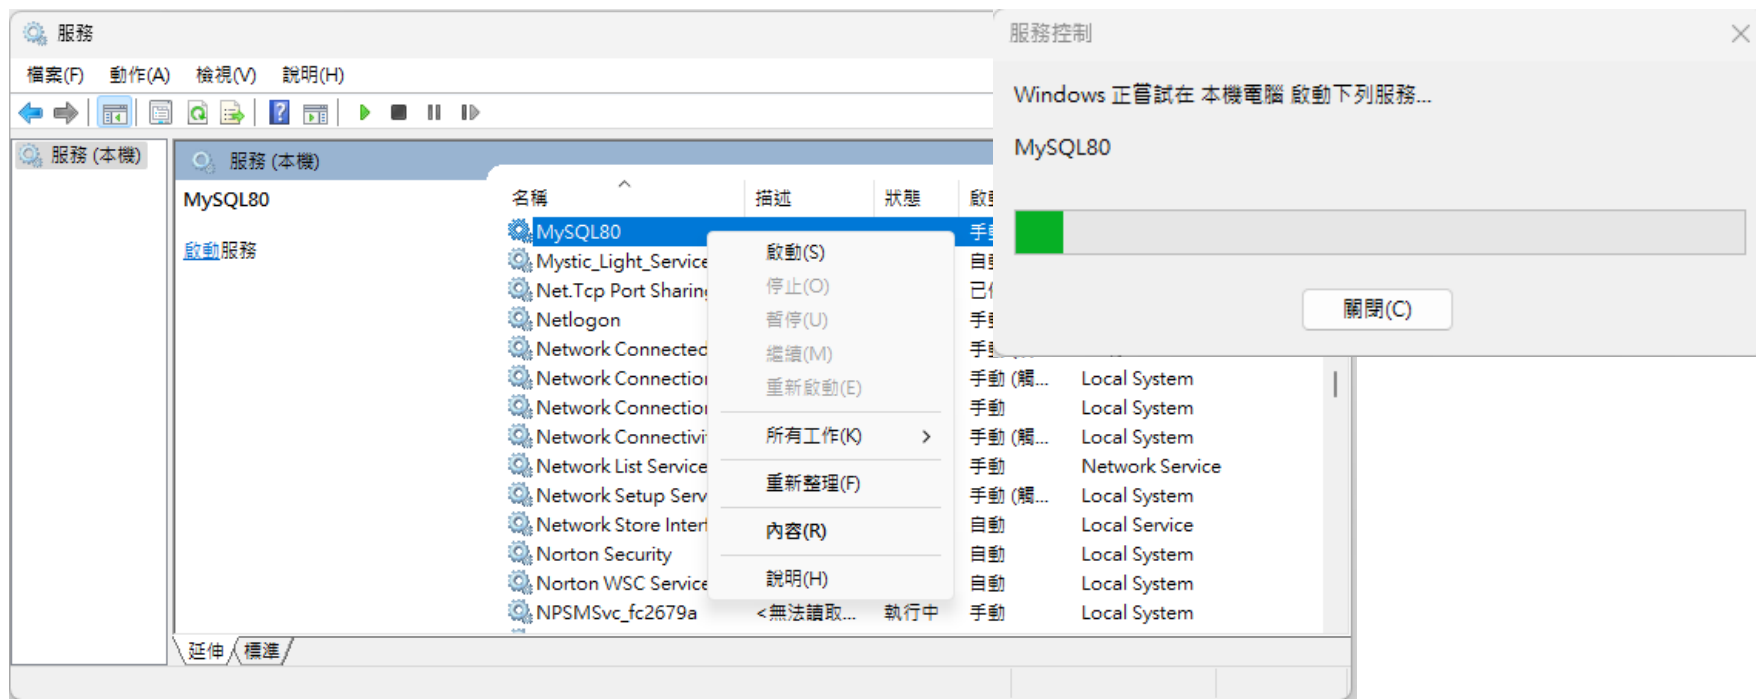 服務
檔案(F) 動作(A) 檢視(V) 說明(H)
服務 (本機)
服務 (本機)
MySQL80
啟動服務
名稱 描述 狀態
MySQL80
Mystic_Light_Service
Net.Tcp Port Sharin
Netlogon
Network Connected
Network Connection 手動 (觸... Local System
Network Connection 手動 Local System
Network Connectivi 手動 (觸... Local System
Network List Service 手動 Network Service
Network Setup Serv 手動 (觸... Local System
Network Store Inter 自動 Local Service
Norton Security 自動 Local System
Norton WSC Service 自動 Local System
NPSMSvc_fc2679a <無法讀取... 執行中 手動 Local System
啟動(S)
停止(O)
暫停(U)
繼續(M)
重新啟動(E)
所有工作(K)
重新整理(F)
內容(R)
說明(H)
延伸 標準
服務控制
Windows 正嘗試在 本機電腦 啟動下列服務...
MySQL80
關閉(C)